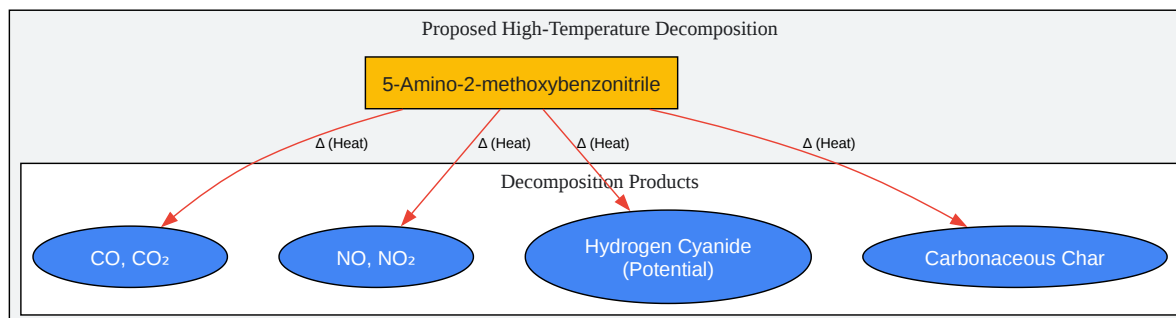 Proposed High-Temperature Decomposition
5-Amino-2-methoxybenzonitrile
Δ (Heat)
Δ (Heat)
Δ (Heat)
Δ (Heat)
Decomposition Products
CO, CO₂
NO, NO₂
Hydrogen Cyanide
(Potential)
Carbonaceous Char